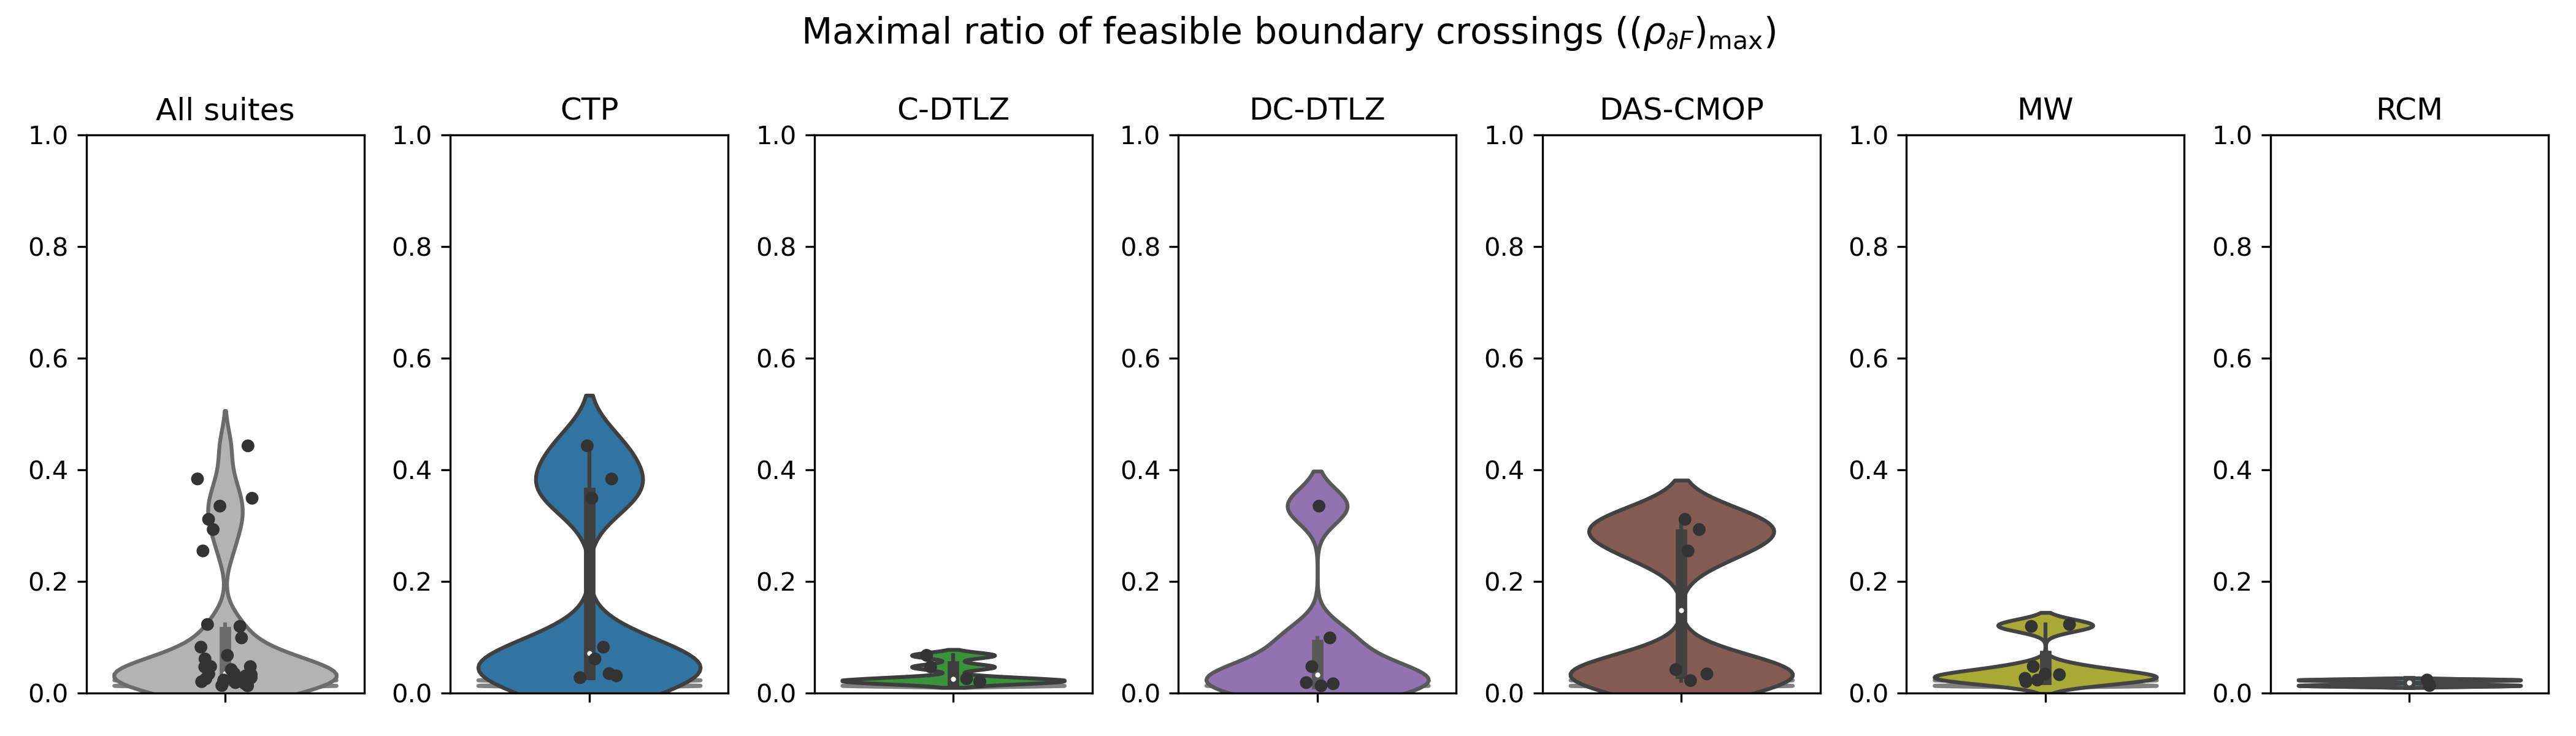 Maximal ratio of feasible boundary crossings ((ρ∂F)max)
All suites
CTP
C-DTLZ
DC-DTLZ
DAS-CMOP
MW
RCM
1.0 1.0 1.0 1.0 1.0 1.0 1.0
0.8 0.8 0.8 0.8 0.8 0.8 0.8
0.6 0.6 0.6 0.6 0.6 0.6 0.6
0.4 0.4 0.4 0.4 0.4 0.4 0.4
0.2 0.2 0.2 0.2 0.2 0.2 0.2
0.0 0.0 0.0 0.0 0.0 0.0 0.0